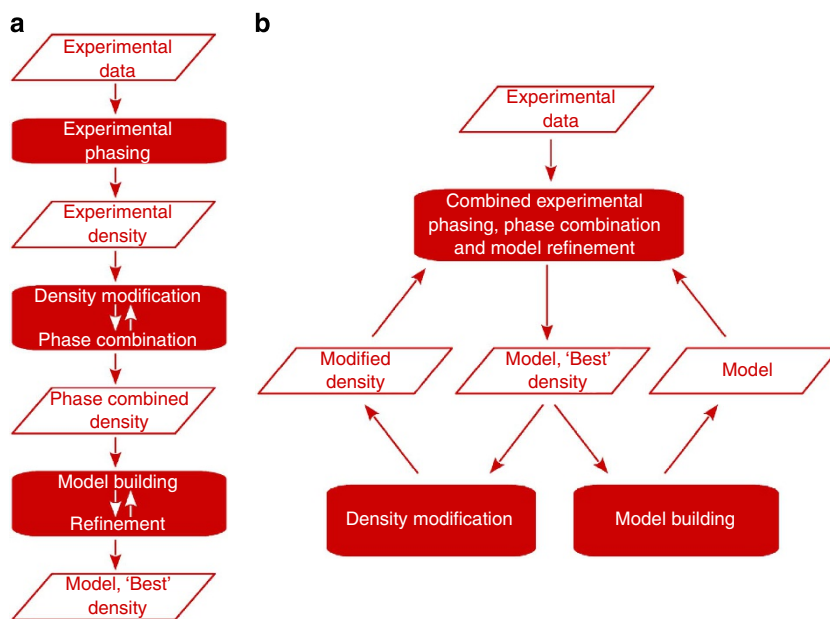 a
Experimental
data
Experimental
phasing
Experimental
density
Density modification
Phase combination
Phase combined
density
Model building
Refinement
Model, ‘Best’
density
b
Experimental
data
Combined experimental
phasing, phase combination
and model refinement
Modified
density
Model, ‘Best’
density
Model
Density modification
Model building